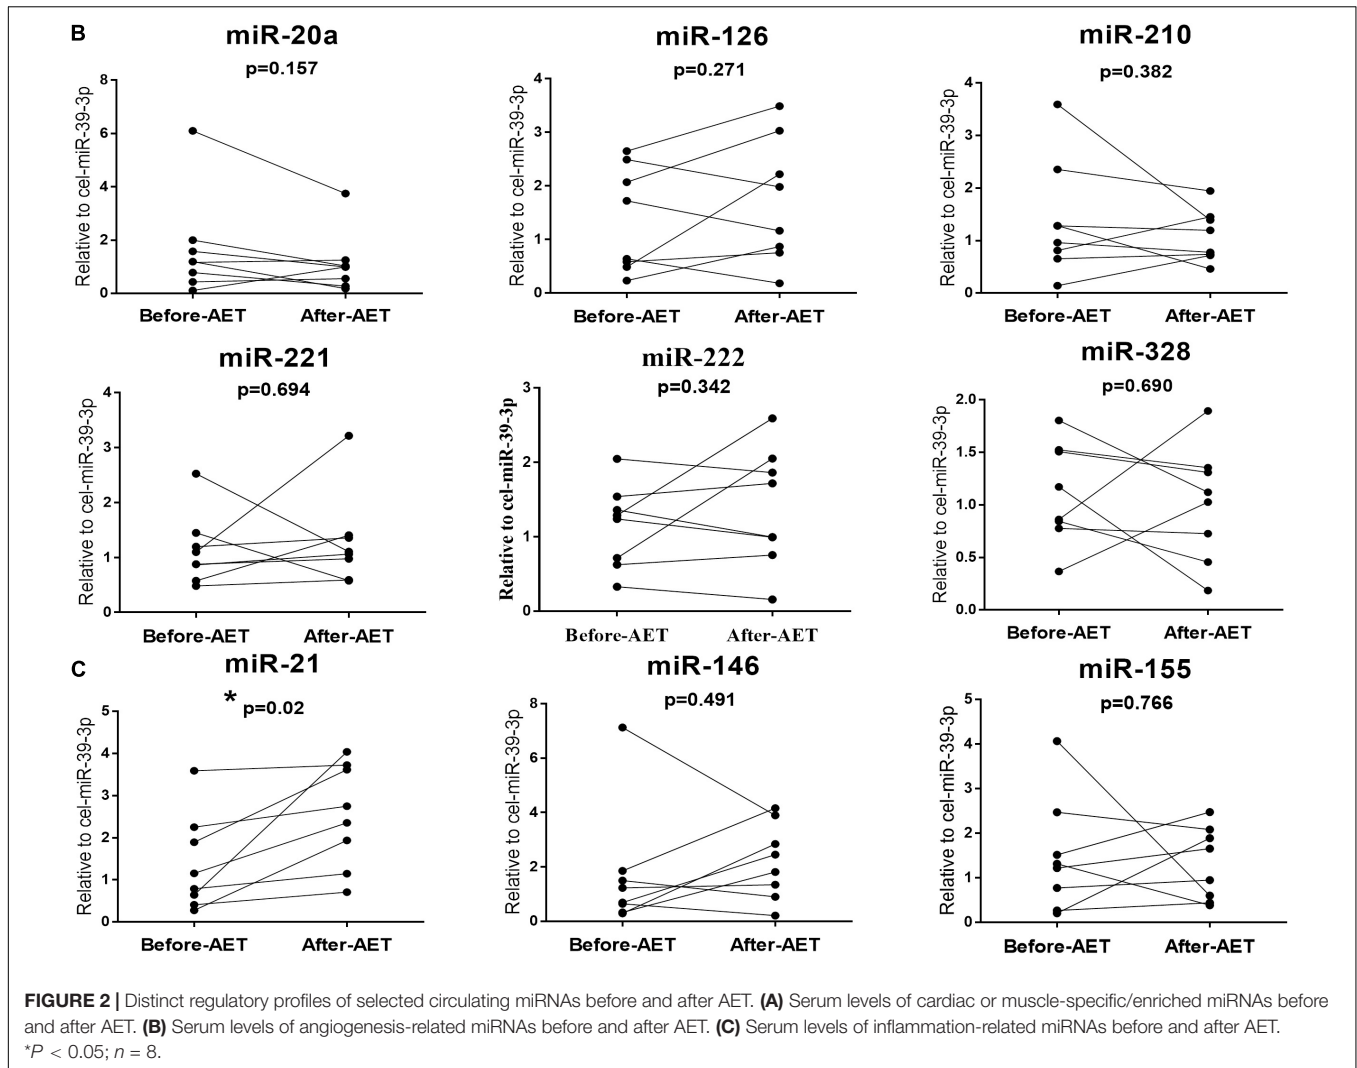 B
miR-20a
p=0.157
Relative to cel-miR-39-3p
8
6
4
2
0
Before-AET After-AET
miR-126
p=0.271
Relative to cel-miR-39-3p
4
3
2
1
0
Before-AET After-AET
miR-210
p=0.382
Relative to cel-miR-39-3p
4
3
2
1
0
Before-AET After-AET
miR-221
p=0.694
Relative to cel-miR-39-3p
4
3
2
1
0
Before-AET After-AET
miR-222
p=0.342
Relative to cel-miR-39-3p
3
2
1
0
Before-AET After-AET
miR-328
p=0.690
Relative to cel-miR-39-3p
2.0
1.5
1.0
0.5
0.0
Before-AET After-AET
C
miR-21
* p=0.02
Relative to cel-miR-39-3p
5
4
3
2
1
0
Before-AET After-AET
miR-146
p=0.491
Relative to cel-miR-39-3p
8
6
4
2
0
Before-AET After-AET
miR-155
p=0.766
Relative to cel-miR-39-3p
5
4
3
2
1
0
Before-AET After-AET
FIGURE 2 | Distinct regulatory profiles of selected circulating miRNAs before and after AET. (A) Serum levels of cardiac or muscle-specific/enriched miRNAs before
and after AET. (B) Serum levels of angiogenesis-related miRNAs before and after AET. (C) Serum levels of inflammation-related miRNAs before and after AET.
*P < 0.05; n = 8.